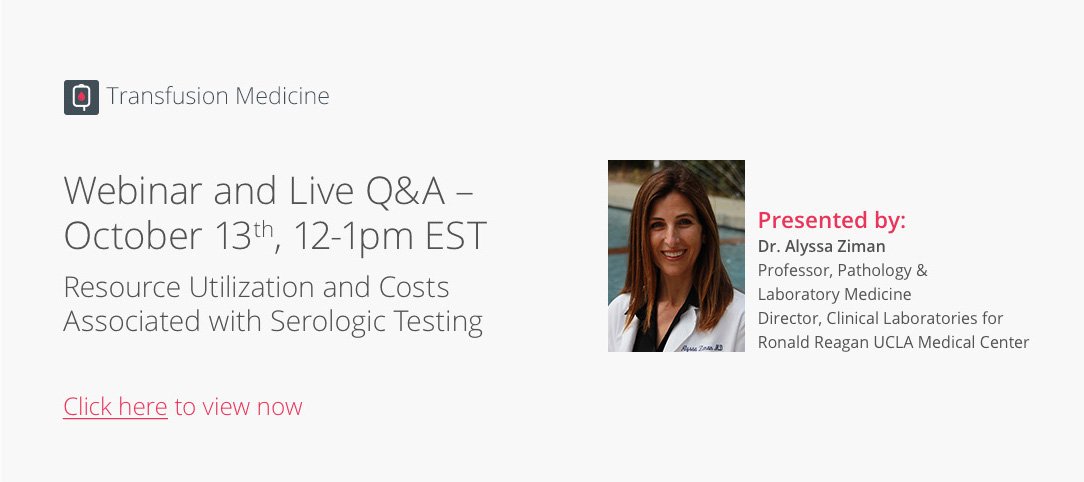 Transfusion Medicine
Webinar and Live Q&A –
October 13th, 12-1pm EST
Resource Utilization and Costs
Associated with Serologic Testing
Click here to view now
Presented by:
Dr. Alyssa Ziman
Professor, Pathology &
Laboratory Medicine
Director, Clinical Laboratories for
Ronald Reagan UCLA Medical Center
Alyssa Ziman, M.D.